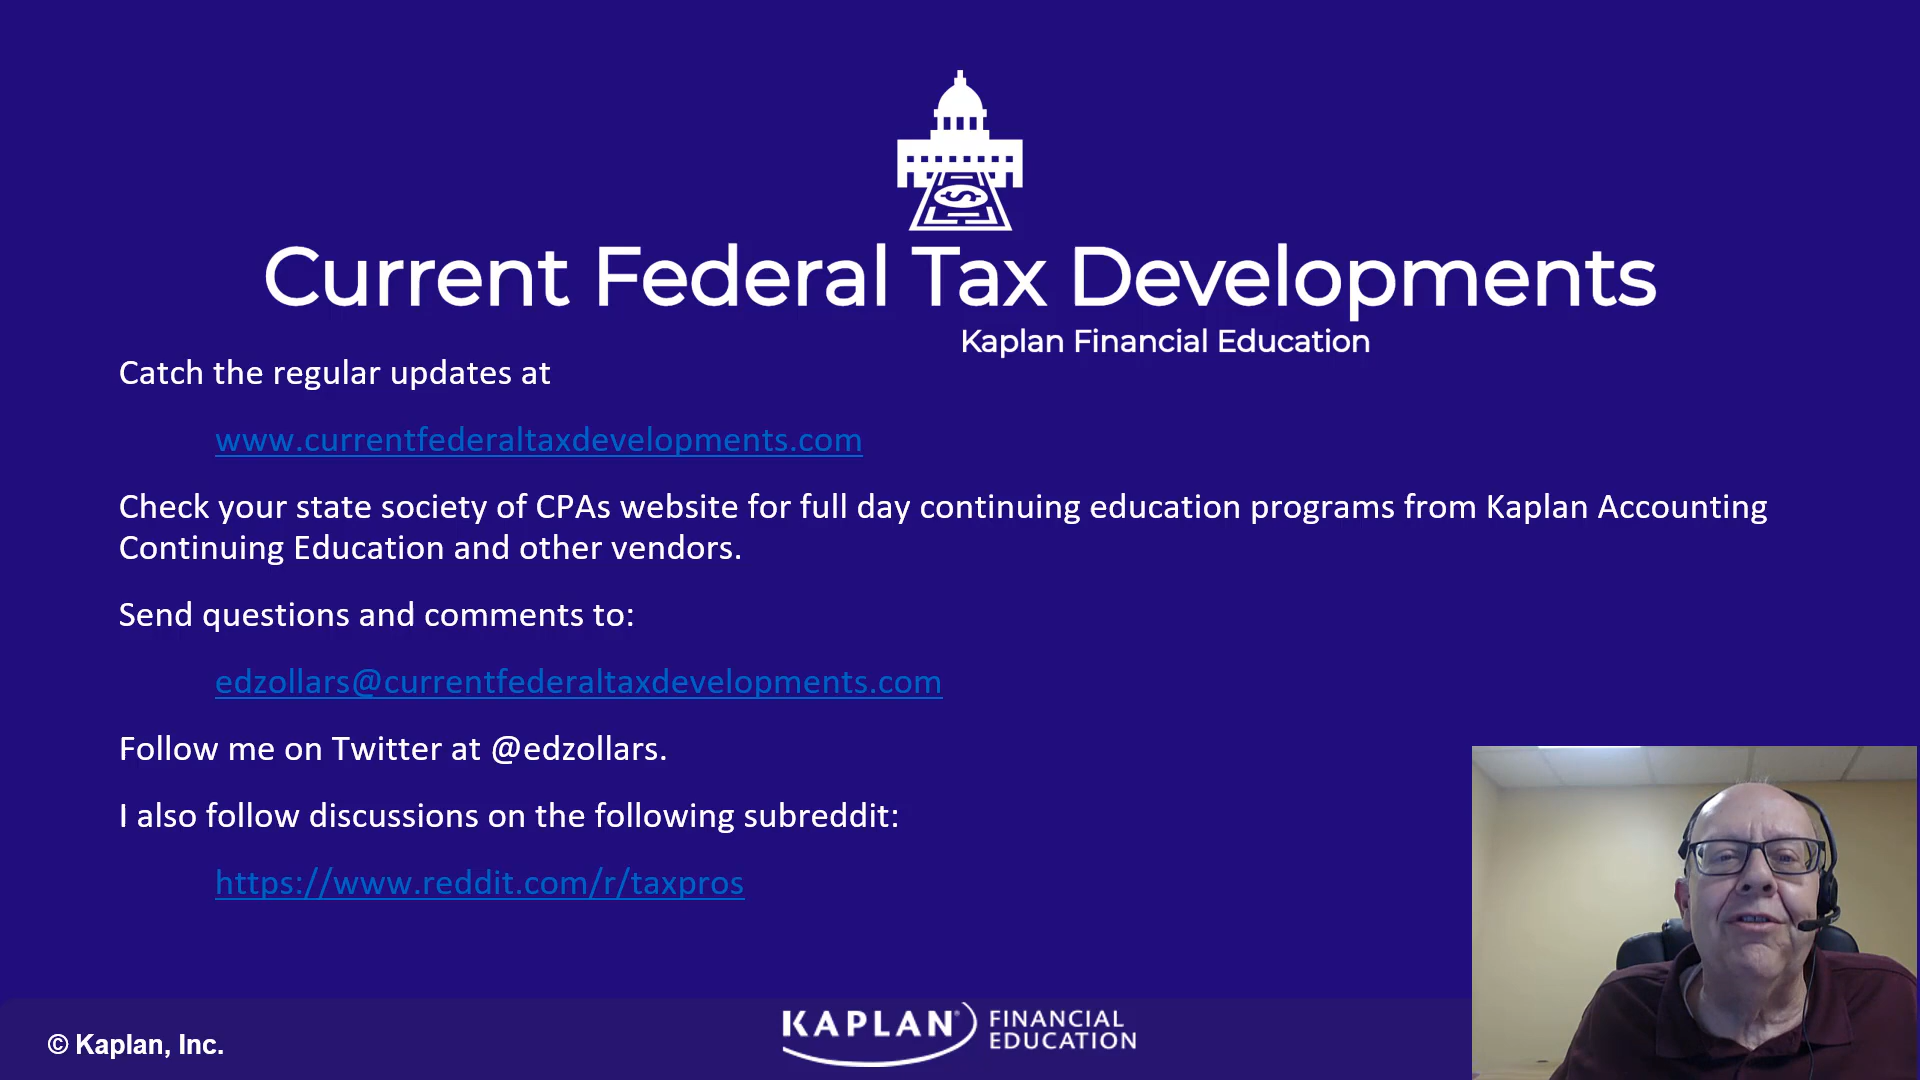 Current Federal Tax Developments
Kaplan Financial Education
Catch the regular updates at
www.currentfederaltaxdevelopments.com
Check your state society of CPAs website for full day continuing education programs from Kaplan Accounting
Continuing Education and other vendors.
Send questions and comments to:
edzollars@currentfederaltaxdevelopments.com
Follow me on Twitter at @edzollars.
I also follow discussions on the following subreddit:
https://www.reddit.com/r/taxpros
© Kaplan, Inc.
KAPLAN® FINANCIAL
EDUCATION